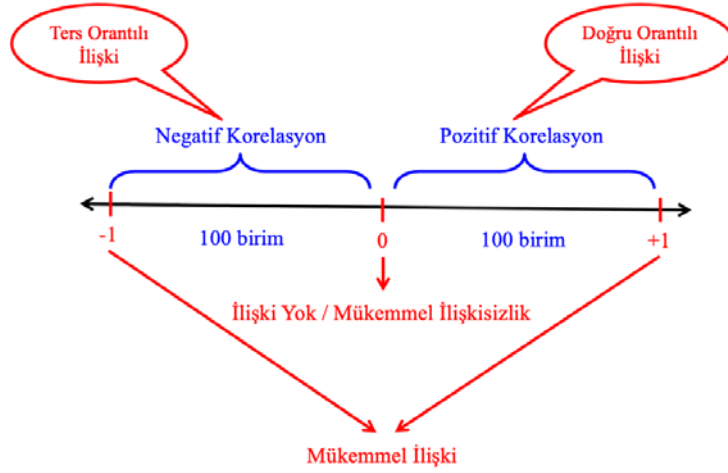 Ters Orantılı
İlişki
Doğru Orantılı
İlişki
Negatif Korelasyon
Pozitif Korelasyon
-1
100 birim
0
100 birim
+1
İlişki Yok / Mükemmel İlişkisizlik
Mükemmel İlişki